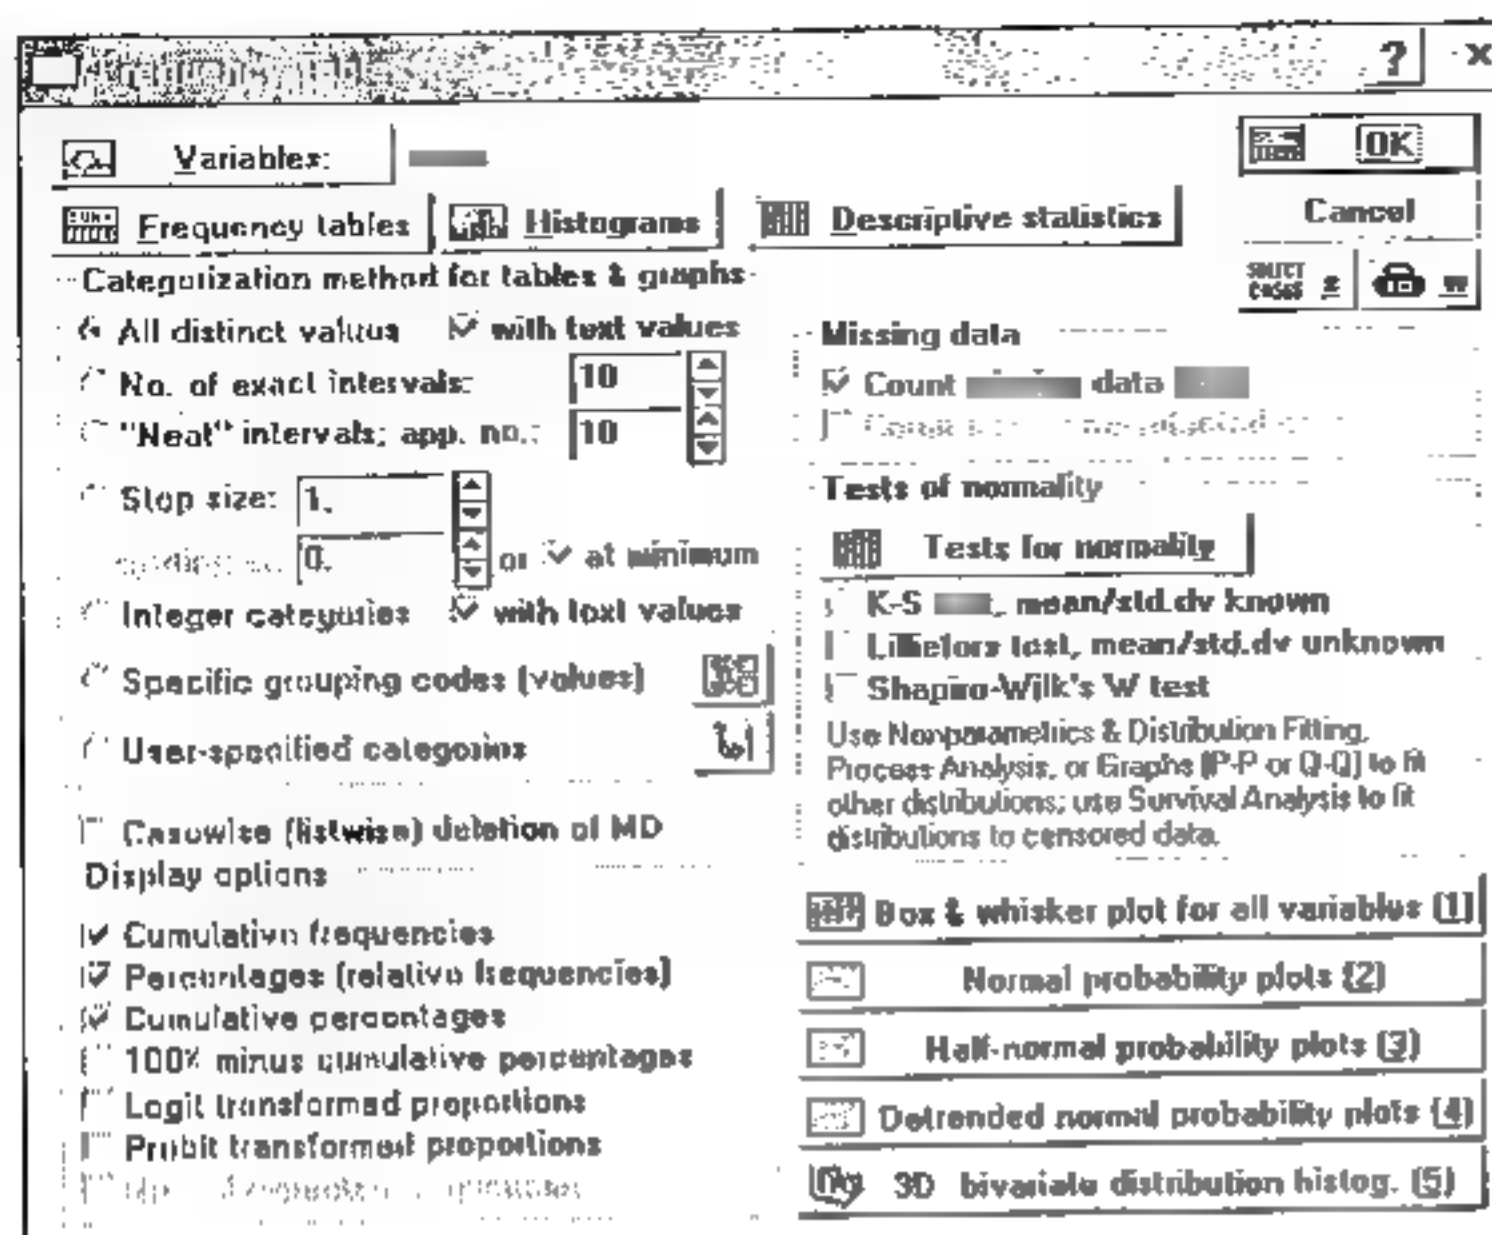 ?
X
Variables:
OK
Frequency tables
Histograms
Descriptive statistics
Cancel
Categorization method for tables & graphs
SELECT CASES S
W
All distinct values
with text values
No. of exact intervals:
10
"Neat" intervals; app. no.:
10
Step size:
1.
0.
or
at minimum
Integer categories
with text values
Specific grouping codes (values)
User-specified categories
Casewise (listwise) deletion of MD
Display options
Cumulative frequencies
Percentages (relative frequencies)
Cumulative percentages
100% minus cumulative percentages
Logit transformed proportions
Probit transformed proportions
Missing data
Count
data
Tests of normality
Tests for normality
K-S
, mean/std.dv known
Lilliefors test, mean/std.dv unknown
Shapiro-Wilk's W test
Use Nonparametrics & Distribution Fitting,
Process Analysis, or Graphs (P-P or Q-Q) to fit
other distributions; use Survival Analysis to fit
distributions to censored data.
Box & whisker plot for all variables (1)
Normal probability plots (2)
Half-normal probability plots (3)
Detrended normal probability plots (4)
3D bivariate distribution histog. (5)